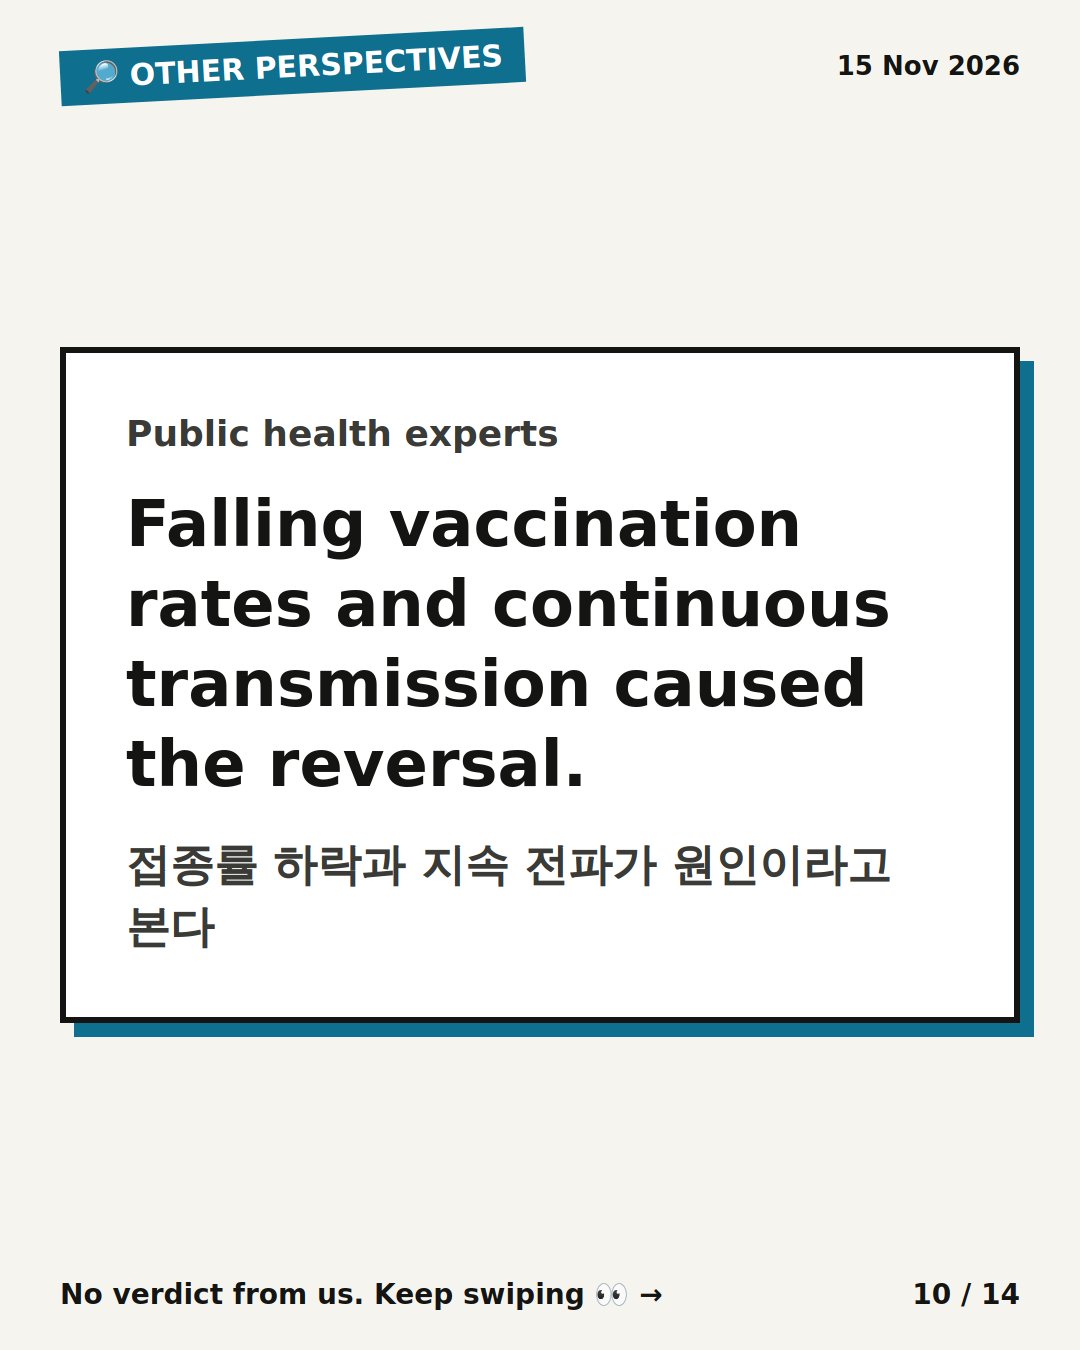 🔎 OTHER PERSPECTIVES
15 Nov 2026
Public health experts
Falling vaccination
rates and continuous
transmission caused
the reversal.
접종률 하락과 지속 전파가 원인이라고
본다
No verdict from us. Keep swiping 👀 →
10 / 14